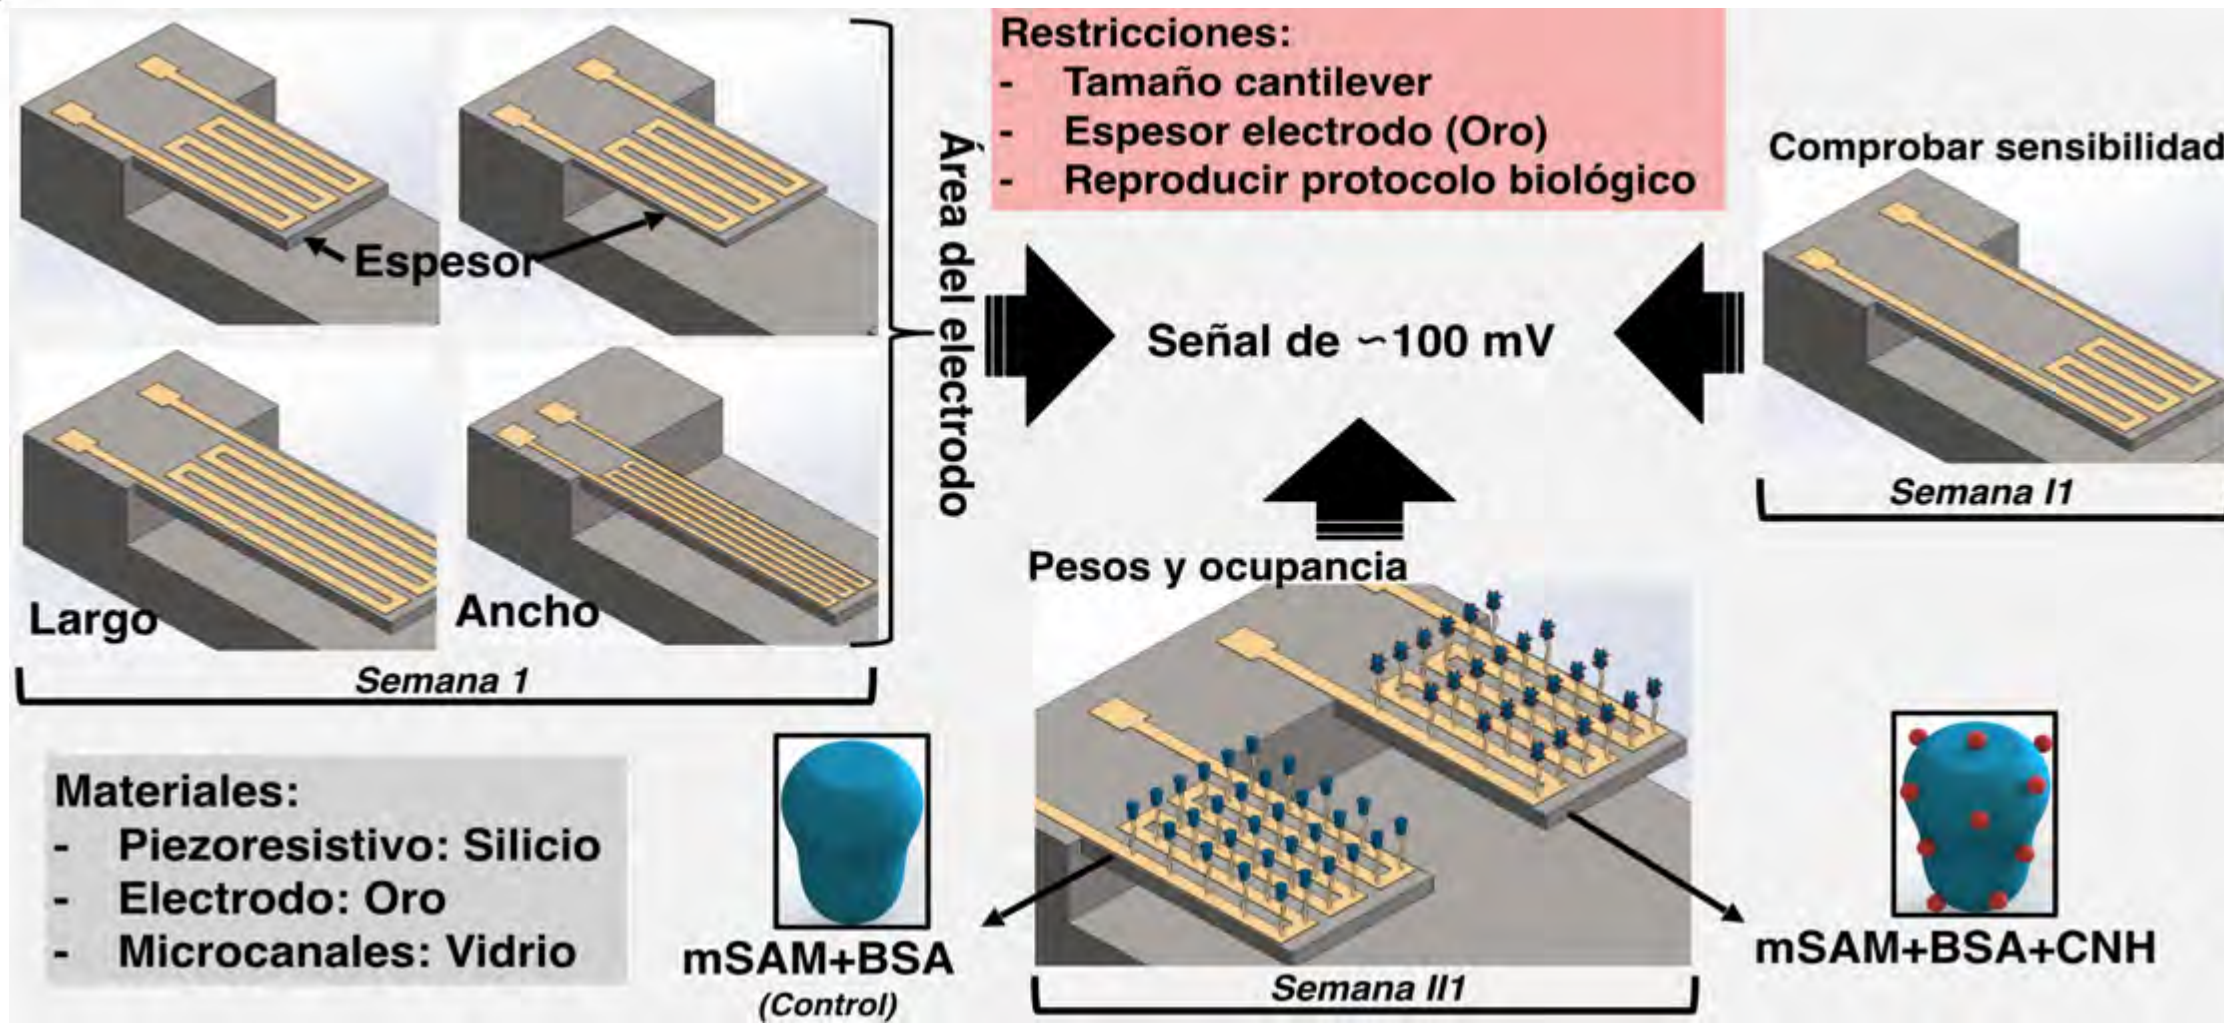 Restricciones:
- Tamaño cantilever
- Espesor electrodo (Oro)
- Reproducir protocolo biológico
Espesor
Largo
Ancho
Semana 1
Área del electrodo
Señal de ~100 mV
Comprobar sensibilidad
Semana I1
Pesos y ocupancia
Materiales:
- Piezoresistivo: Silicio
- Electrodo: Oro
- Microcanales: Vidrio
mSAM+BSA
(Control)
mSAM+BSA+CNH
Semana II1